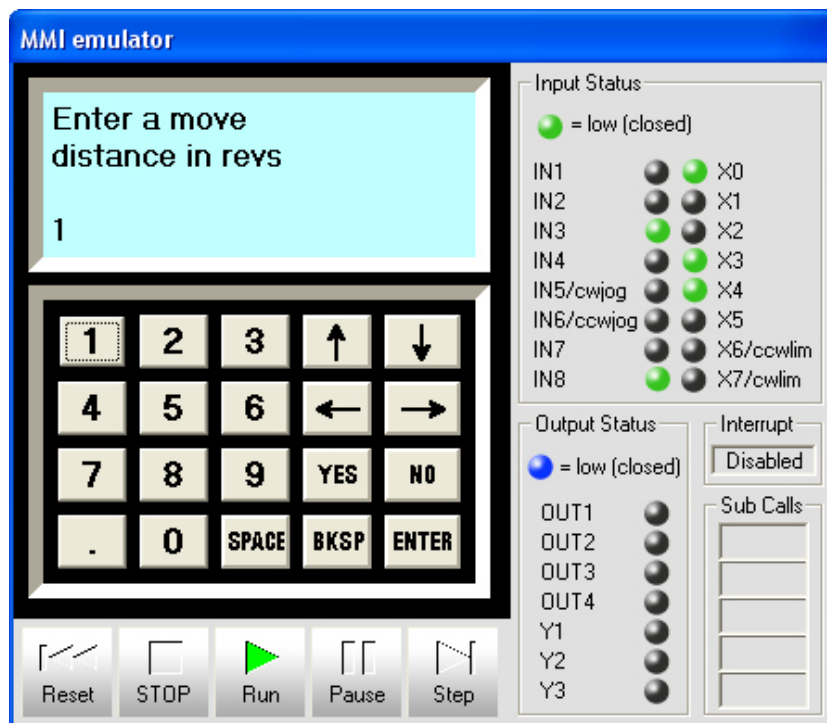 MMI emulator
Enter a move
distance in revs
1
1 2 3 ↑ ↓
4 5 6 ← →
7 8 9 YES NO
. 0 SPACE BKSP ENTER
Reset STOP Run Pause Step
Input Status
= low (closed)
IN1 X0
IN2 X1
IN3 X2
IN4 X3
IN5/cwjog X4
IN6/ccwjog X5
IN7 X6/ccwlim
IN8 X7/cwlim
Output Status
= low (closed)
OUT1
OUT2
OUT3
OUT4
Y1
Y2
Y3
Interrupt
Disabled
Sub Calls